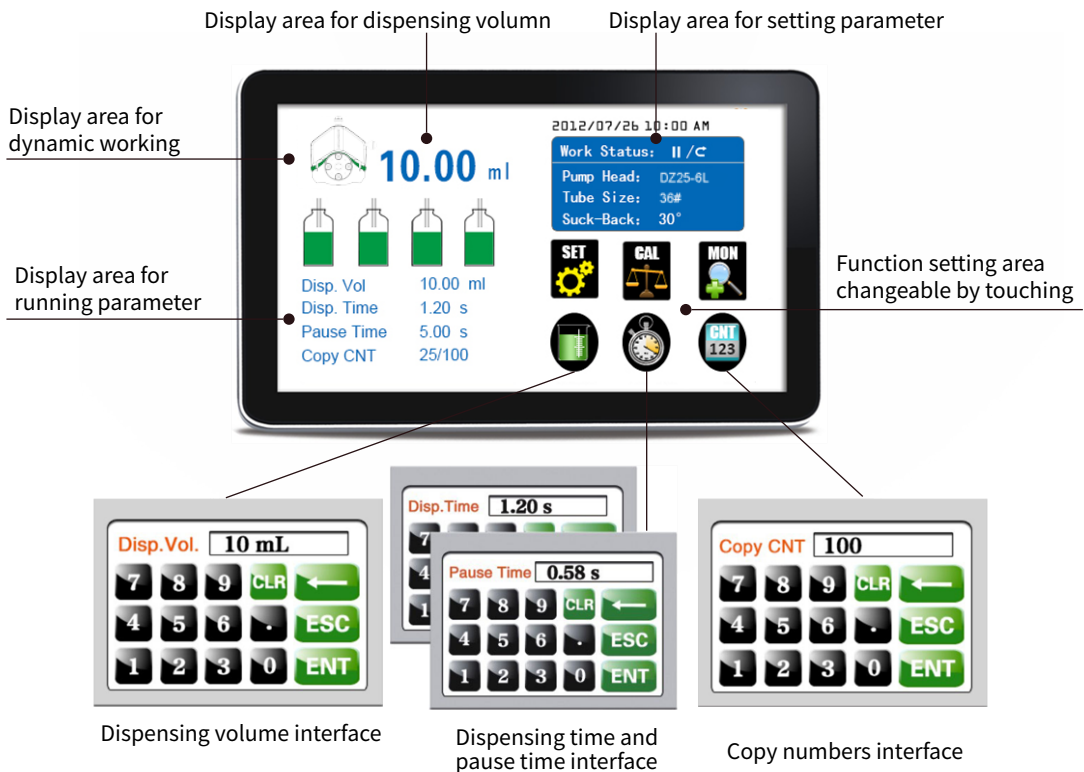 Display area for dispensing volumn
Display area for setting parameter
Display area for
dynamic working
2012/07/26 10:00 AM
10.00 ml
Work Status: II /
Pump Head: DZ25-6L
Tube Size: 36#
Suck-Back: 30°
SET
CAL
MON
Display area for
running parameter
Function setting area
changeable by touching
Disp. Vol 10.00 ml
Disp. Time 1.20 s
Pause Time 5.00 s
Copy CNT 25/100
CNT
123
Disp.Vol. 10 mL
7 8 9 CLR
4 5 6 . ESC
1 2 3 0 ENT
Disp.Time 1.20 s
7
4
1
Pause Time 0.58 s
7 8 9 CLR
4 5 6 . ESC
1 2 3 0 ENT
Copy CNT 100
7 8 9 CLR
4 5 6 . ESC
1 2 3 0 ENT
Dispensing volume interface
Dispensing time and
pause time interface
Copy numbers interface